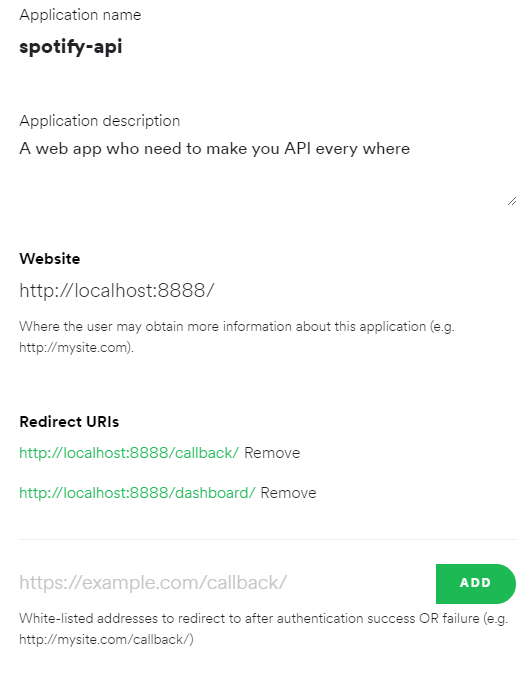 Application name
spotify-api
Application description
A web app who need to make you API every where
Website
http://localhost:8888/
Where the user may obtain more information about this application (e.g.
http://mysite.com).
Redirect URIs
http://localhost:8888/callback/ Remove
http://localhost:8888/dashboard/ Remove
https://example.com/callback/
ADD
White-listed addresses to redirect to after authentication success OR failure (e.g.
http://mysite.com/callback/)